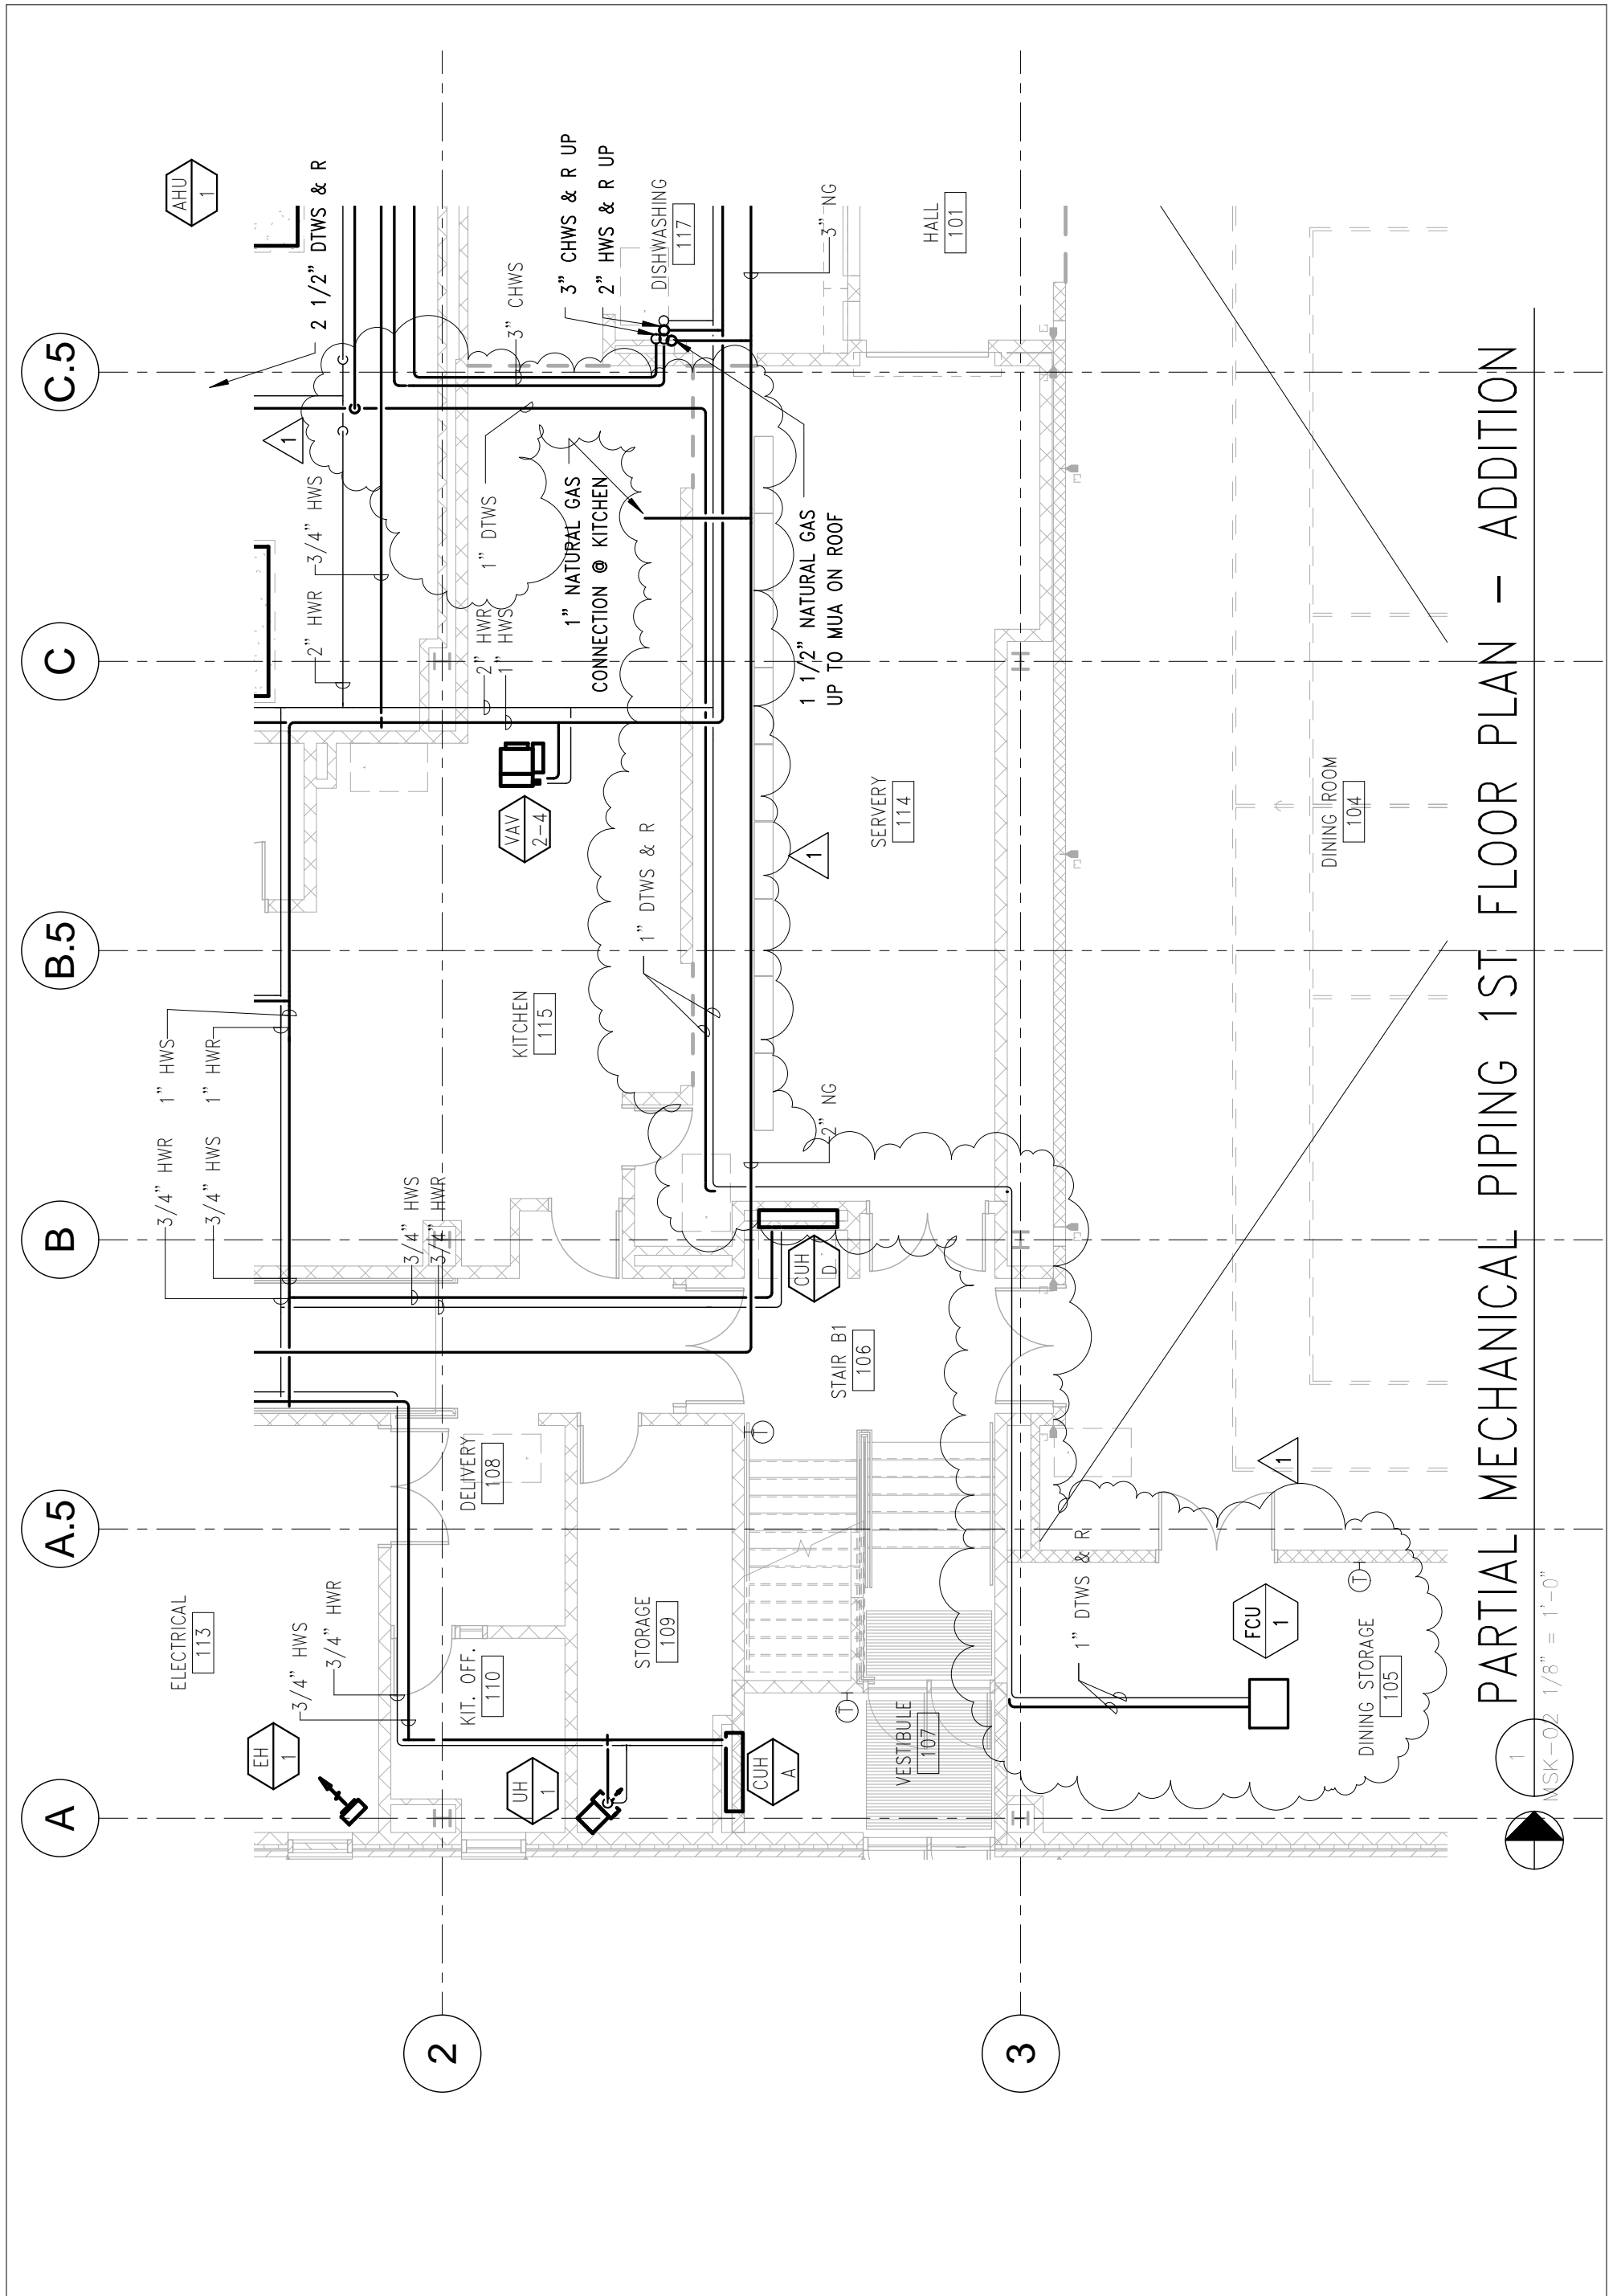 C.5
C
B.5
B
A.5
A
2
3
AHU
1
2 1/2" DTWS & R
3" CHWS & R UP
2" HWS & R UP
DISHWASHING
117
3" CHWS
3" NG
HALL
101
1
2" HWR
3/4" HWS
1" DTWS
1" NATURAL GAS
CONNECTION @ KITCHEN
2" HWR
1" HWS
1 1/2" NATURAL GAS
UP TO MUA ON ROOF
VAV
2-4
1" DTWS & R
1
SERVERY
114
DINING ROOM
104
KITCHEN
115
3/4" HWR
1" HWS
3/4" HWS
1" HWR
3/4" HWS
3/4" HWR
2" NG
CUH
D
STAIR B1
106
DELIVERY
108
ELECTRICAL
113
3/4" HWS
3/4" HWR
KIT. OFF.
110
STORAGE
109
EH
1
UH
1
CUH
A
VESTIBULE
107
T
T
T
1" DTWS & R
FCU
1
1
DINING STORAGE
105
PARTIAL MECHANICAL PIPING 1ST FLOOR PLAN - ADDITION
1
MSK-02
1/8" = 1'-0"